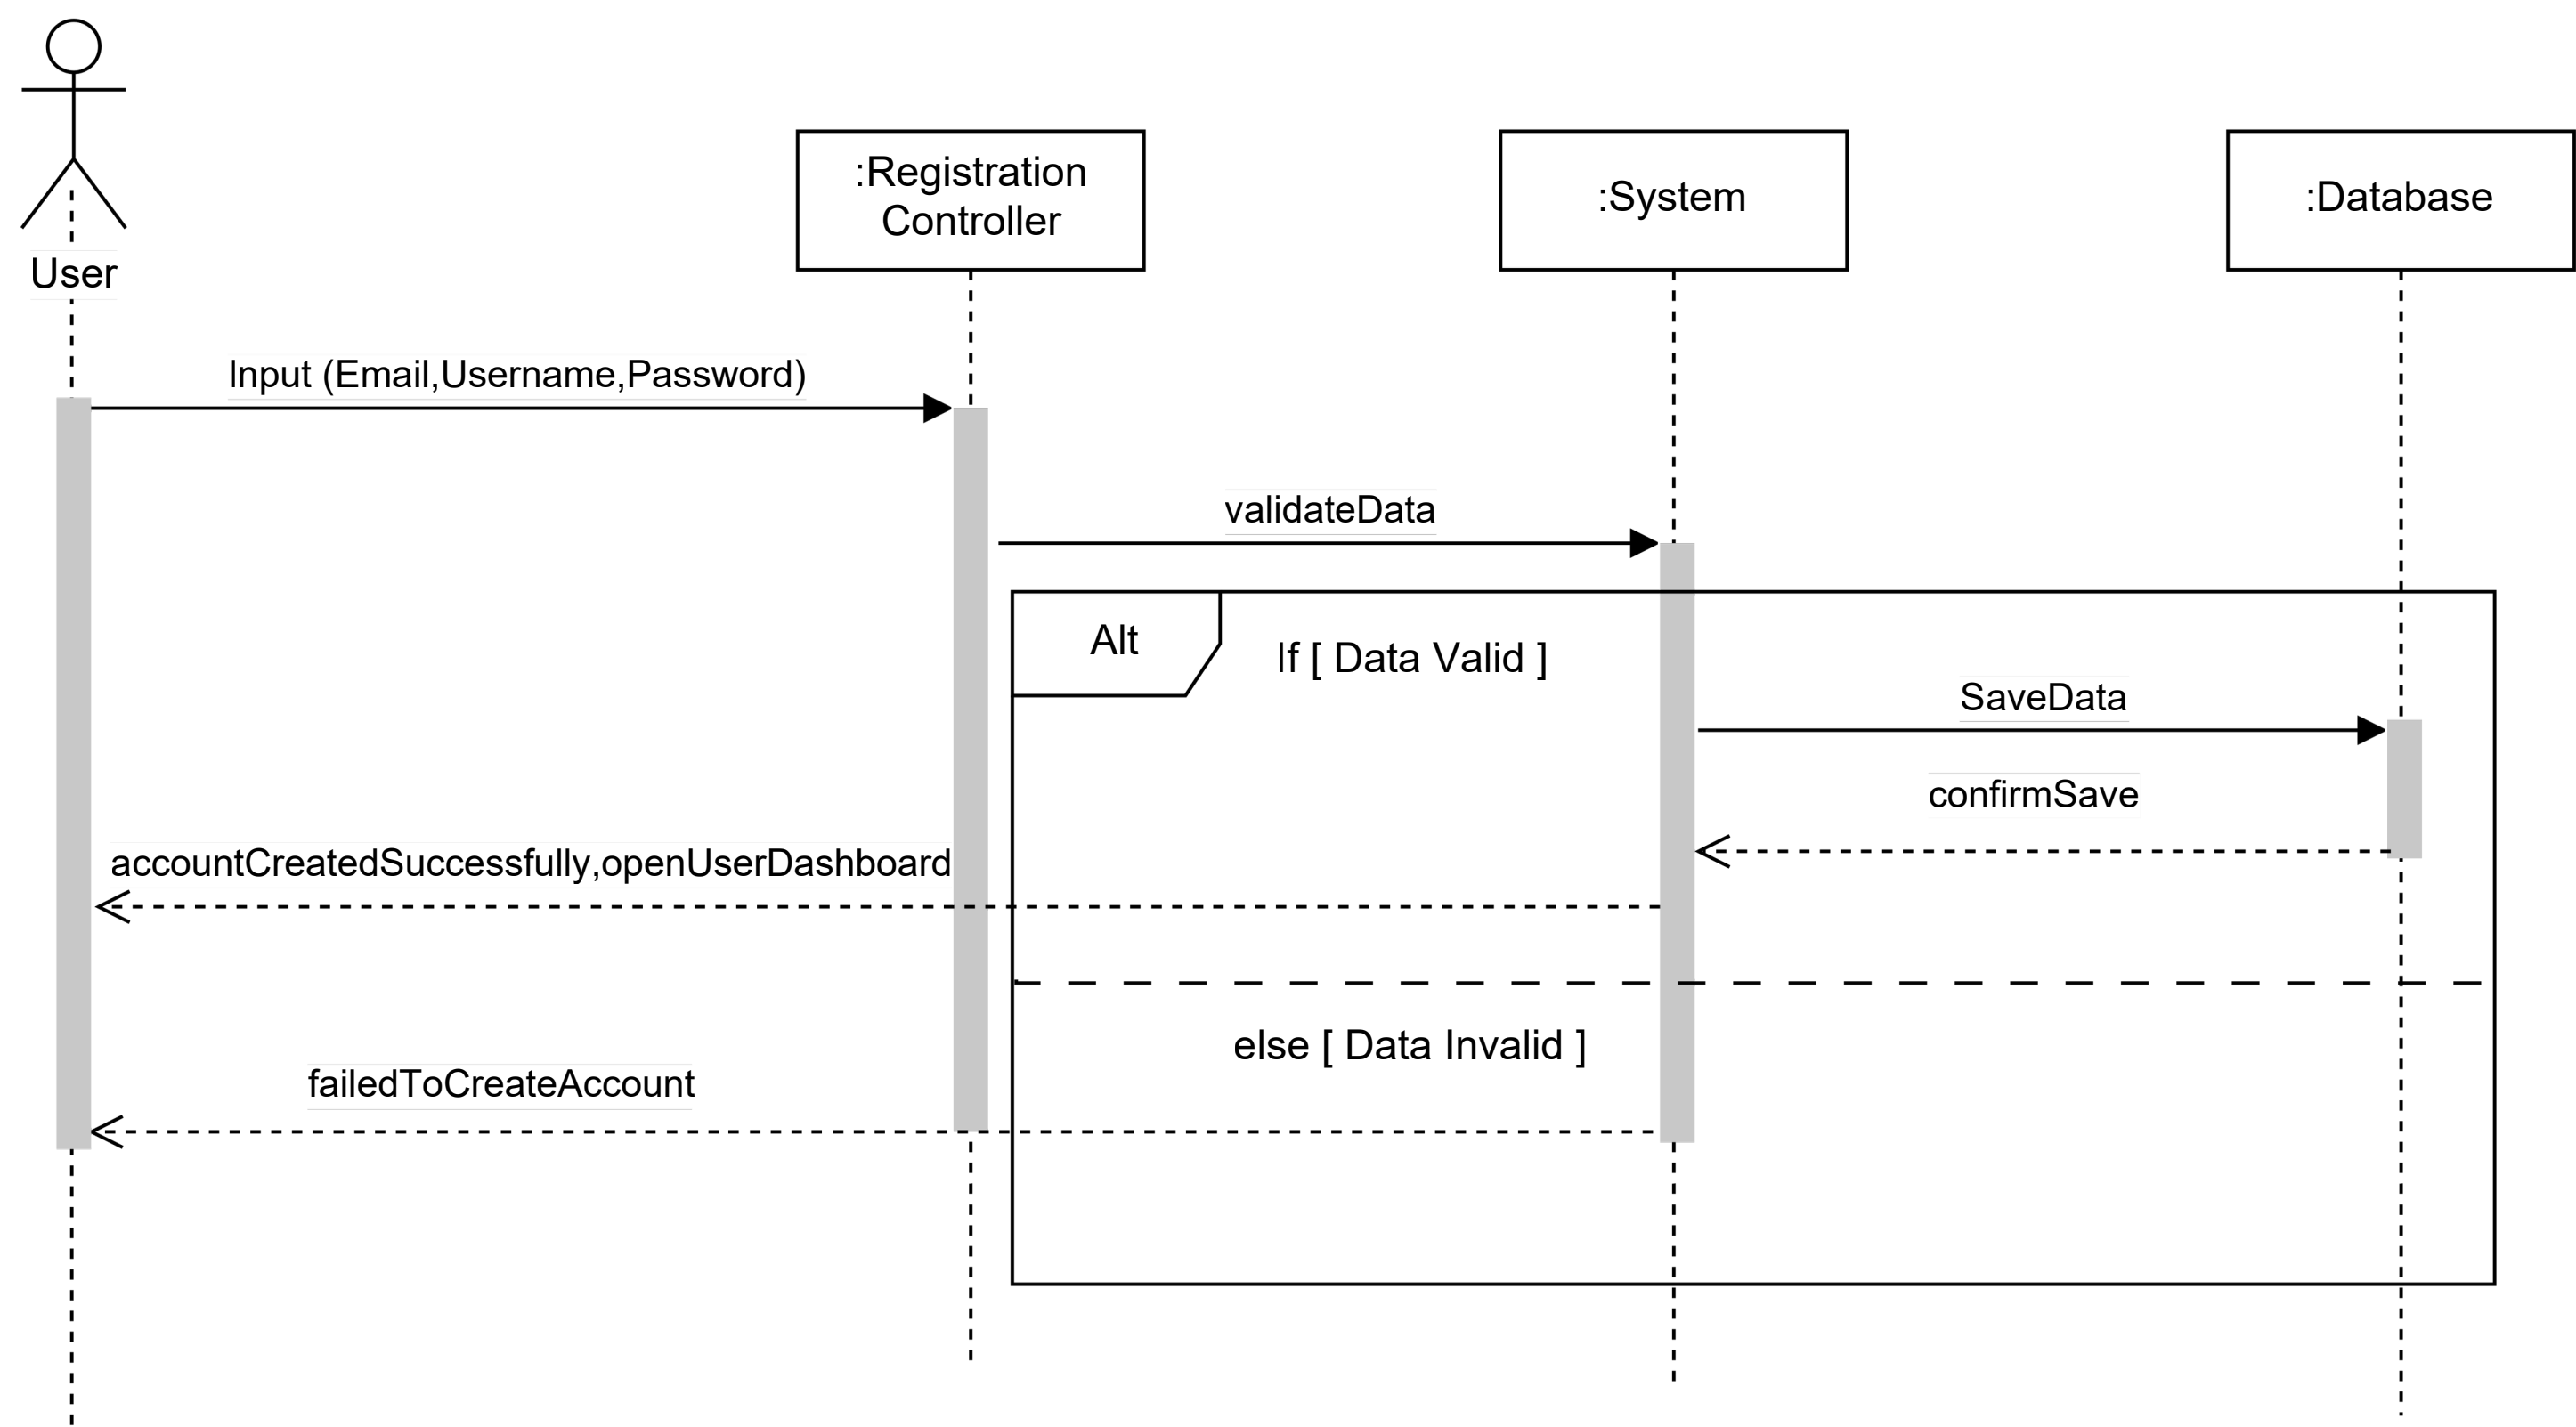 User
:Registration
Controller
:System
:Database
Input (Email,Username,Password)
validateData
Alt
If [ Data Valid ]
SaveData
confirmSave
accountCreatedSuccessfully,openUserDashboard
else [ Data Invalid ]
failedToCreateAccount